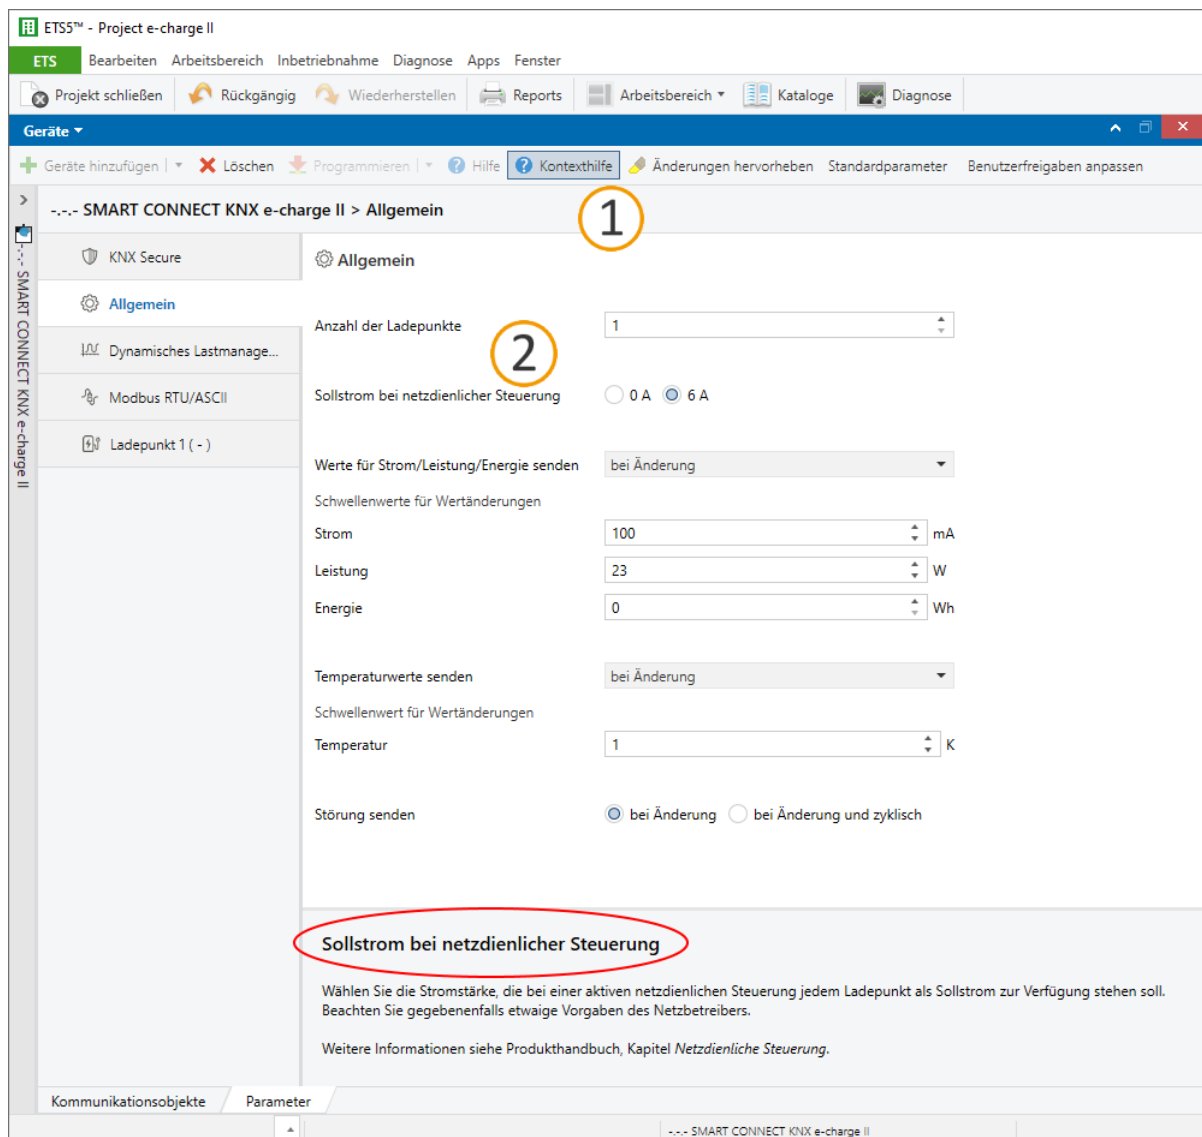 ETS5™ - Project e-charge II
ETS Bearbeiten Arbeitsbereich Inbetriebnahme Diagnose Apps Fenster
Projekt schließen Rückgängig Wiederherstellen Reports Arbeitsbereich Kataloge Diagnose
Geräte
Geräte hinzufügen Löschen Programmieren Hilfe Kontexthilfe Änderungen hervorheben Standardparameter Benutzerfreigaben anpassen
-.-.- SMART CONNECT KNX e-charge II > Allgemein
1
-.-.- SMART CONNECT KNX e-charge II
KNX Secure
Allgemein
Dynamisches Lastmanage...
Modbus RTU/ASCII
Ladepunkt 1 ( - )
Allgemein
Anzahl der Ladepunkte 1
2
Sollstrom bei netzdienlicher Steuerung 0 A 6 A
Werte für Strom/Leistung/Energie senden bei Änderung
Schwellenwerte für Wertänderungen
Strom 100 mA
Leistung 23 W
Energie 0 Wh
Temperaturwerte senden bei Änderung
Schwellenwert für Wertänderungen
Temperatur 1 K
Störung senden bei Änderung bei Änderung und zyklisch
Sollstrom bei netzdienlicher Steuerung
Wählen Sie die Stromstärke, die bei einer aktiven netzdienlichen Steuerung jedem Ladepunkt als Sollstrom zur Verfügung stehen soll.
Beachten Sie gegebenenfalls etwaige Vorgaben des Netzbetreibers.
Weitere Informationen siehe Produkthandbuch, Kapitel Netzdienliche Steuerung.
Kommunikationsobjekte Parameter
-.-.- SMART CONNECT KNX e-charge II